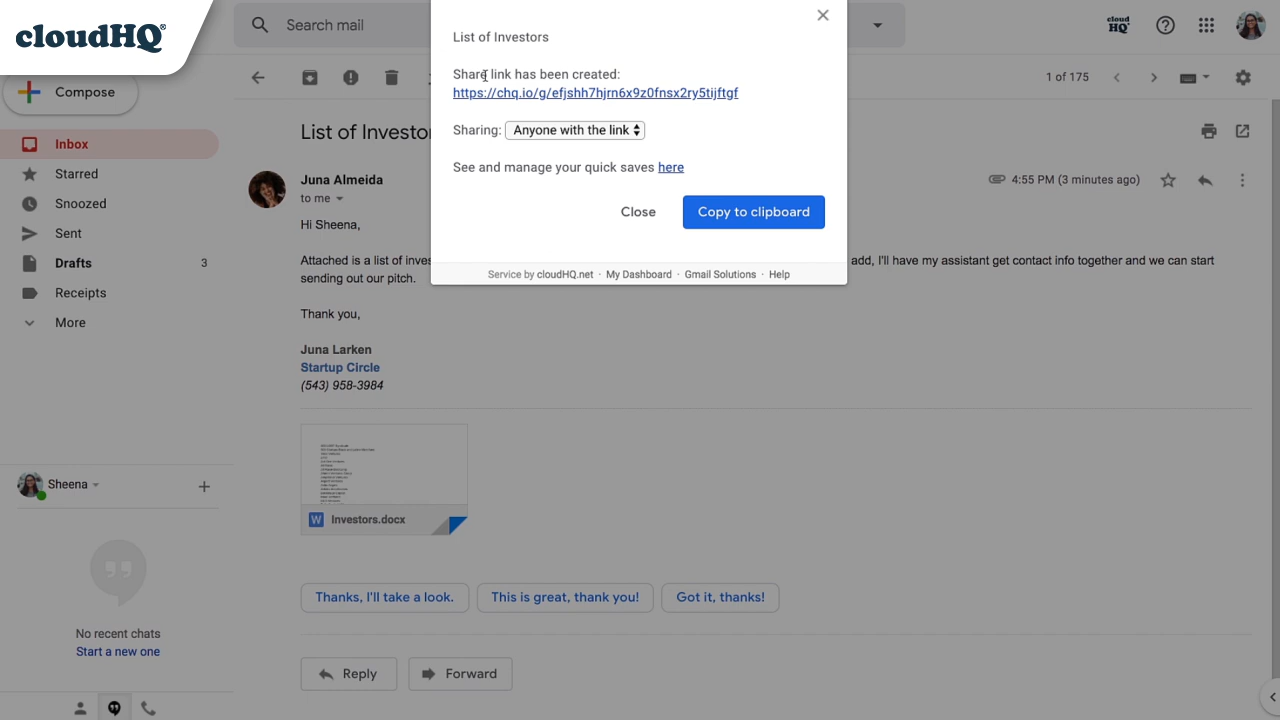 cloudHQ®
Search mail
cloud HQ
Compose
1 of 175
Inbox
Starred
Snoozed
Sent
Drafts 3
Receipts
More
List of Investors
Share link has been created:
https://chq.io/g/efjshh7hjrn6x9z0fnsx2ry5tijftgf
Sharing: Anyone with the link
See and manage your quick saves here
Close Copy to clipboard
Service by cloudHQ.net · My Dashboard · Gmail Solutions · Help
List of Investor
Juna Almeida
to me
4:55 PM (3 minutes ago)
Hi Sheena,
Attached is a list of inves add, I'll have my assistant get contact info together and we can start
sending out our pitch.
Thank you,
Juna Larken
Startup Circle
(543) 958-3984
W Investors.docx
Thanks, I'll take a look. This is great, thank you! Got it, thanks!
Reply Forward
Sheena
No recent chats
Start a new one